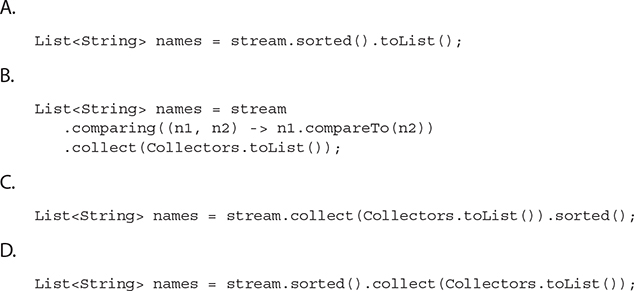 A.
List<String> names = stream.sorted().toList();
B.
List<String> names = stream
.comparing((n1, n2) -> n1.compareTo(n2))
.collect(Collectors.toList());
C.
List<String> names = stream.collect(Collectors.toList()).sorted();
D.
List<String> names = stream.sorted().collect(Collectors.toList());